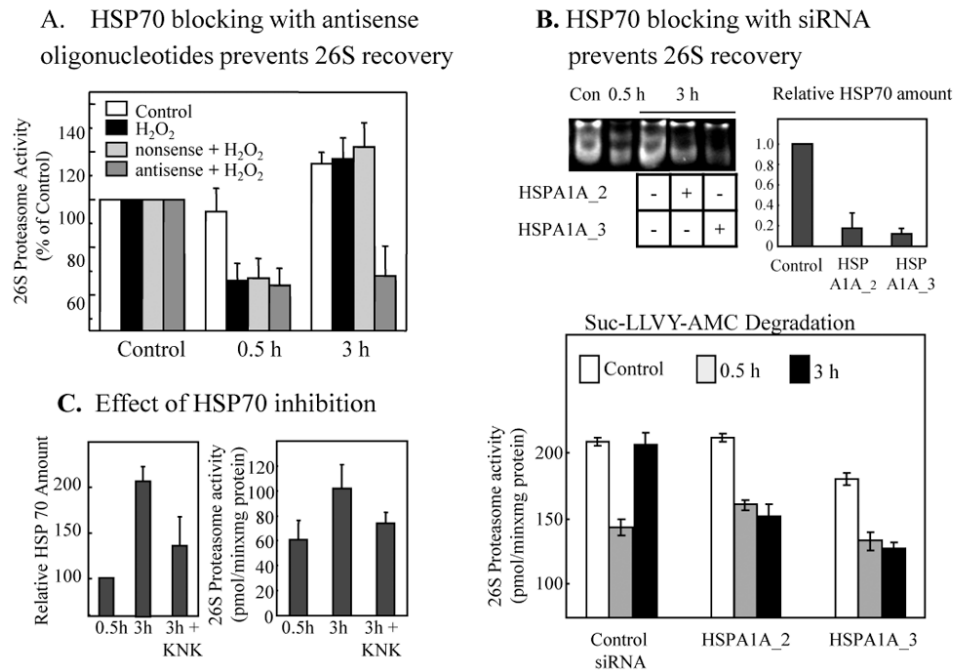 A. HSP70 blocking with antisense
oligonucleotides prevents 26S recovery
26S Proteasome Activity
(% of Control)
140
120
100
80
60
Control
H₂O₂
nonsense + H₂O₂
antisense + H₂O₂
Control 0.5 h 3 h
B. HSP70 blocking with siRNA
prevents 26S recovery
Con 0.5 h 3 h
HSPA1A_2 - + -
HSPA1A_3 - - +
Relative HSP70 amount
1.0
0.8
0.6
0.4
0.2
0
Control HSP HSP
A1A_2 A1A_3
Suc-LLVY-AMC Degradation
Control 0.5 h 3 h
26S Proteasome activity
(pmol/minxmg protein)
200
150
100
Control HSPA1A_2 HSPA1A_3
siRNA
C. Effect of HSP70 inhibition
Relative HSP 70 Amount
200
150
100
0.5h 3h 3h +
KNK
26S Proteasome activity
(pmol/minxmg protein)
120
100
80
60
40
20
0
0.5h 3h 3h +
KNK